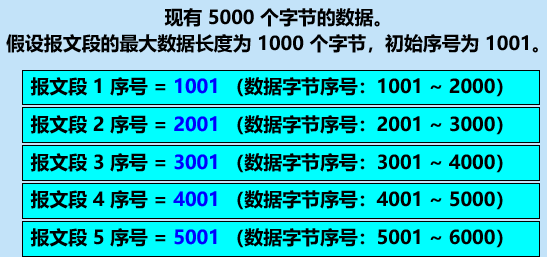 现有 5000 个字节的数据。
假设报文段的最大数据长度为 1000 个字节，初始序号为 1001。
报文段 1 序号 = 1001 （数据字节序号：1001 ~ 2000）
报文段 2 序号 = 2001 （数据字节序号：2001 ~ 3000）
报文段 3 序号 = 3001 （数据字节序号：3001 ~ 4000）
报文段 4 序号 = 4001 （数据字节序号：4001 ~ 5000）
报文段 5 序号 = 5001 （数据字节序号：5001 ~ 6000）